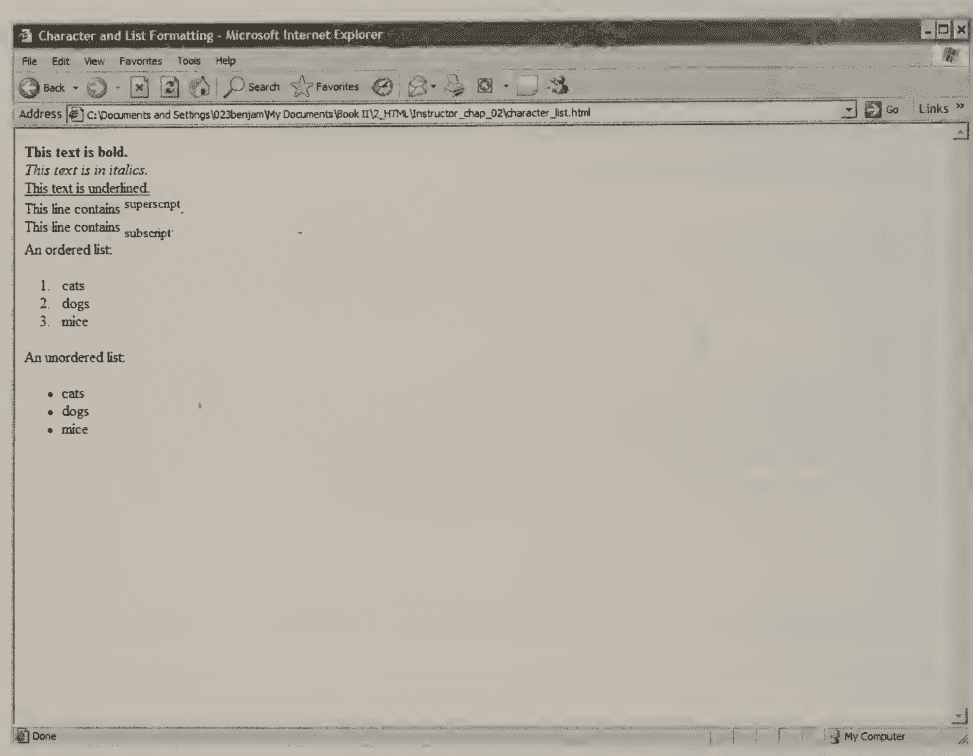 Character and List Formatting - Microsoft Internet Explorer
File Edit View Favorites Tools Help
Back Search Favorites
Address C:\Documents and Settings\023benjam\My Documents\Book II\2_HTML\Instructor_chap_02\character_list.html Go Links »
This text is bold.
This text is in italics.
This text is underlined.
This line contains superscript.
This line contains subscript.
An ordered list:
1. cats
2. dogs
3. mice
An unordered list:
• cats
• dogs
• mice
Done My Computer